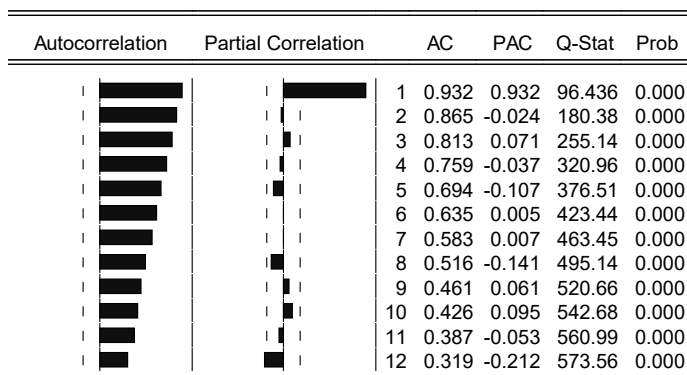 Autocorrelation Partial Correlation AC PAC Q-Stat Prob
1 0.932 0.932 96.436 0.000
2 0.865 -0.024 180.38 0.000
3 0.813 0.071 255.14 0.000
4 0.759 -0.037 320.96 0.000
5 0.694 -0.107 376.51 0.000
6 0.635 0.005 423.44 0.000
7 0.583 0.007 463.45 0.000
8 0.516 -0.141 495.14 0.000
9 0.461 0.061 520.66 0.000
10 0.426 0.095 542.68 0.000
11 0.387 -0.053 560.99 0.000
12 0.319 -0.212 573.56 0.000